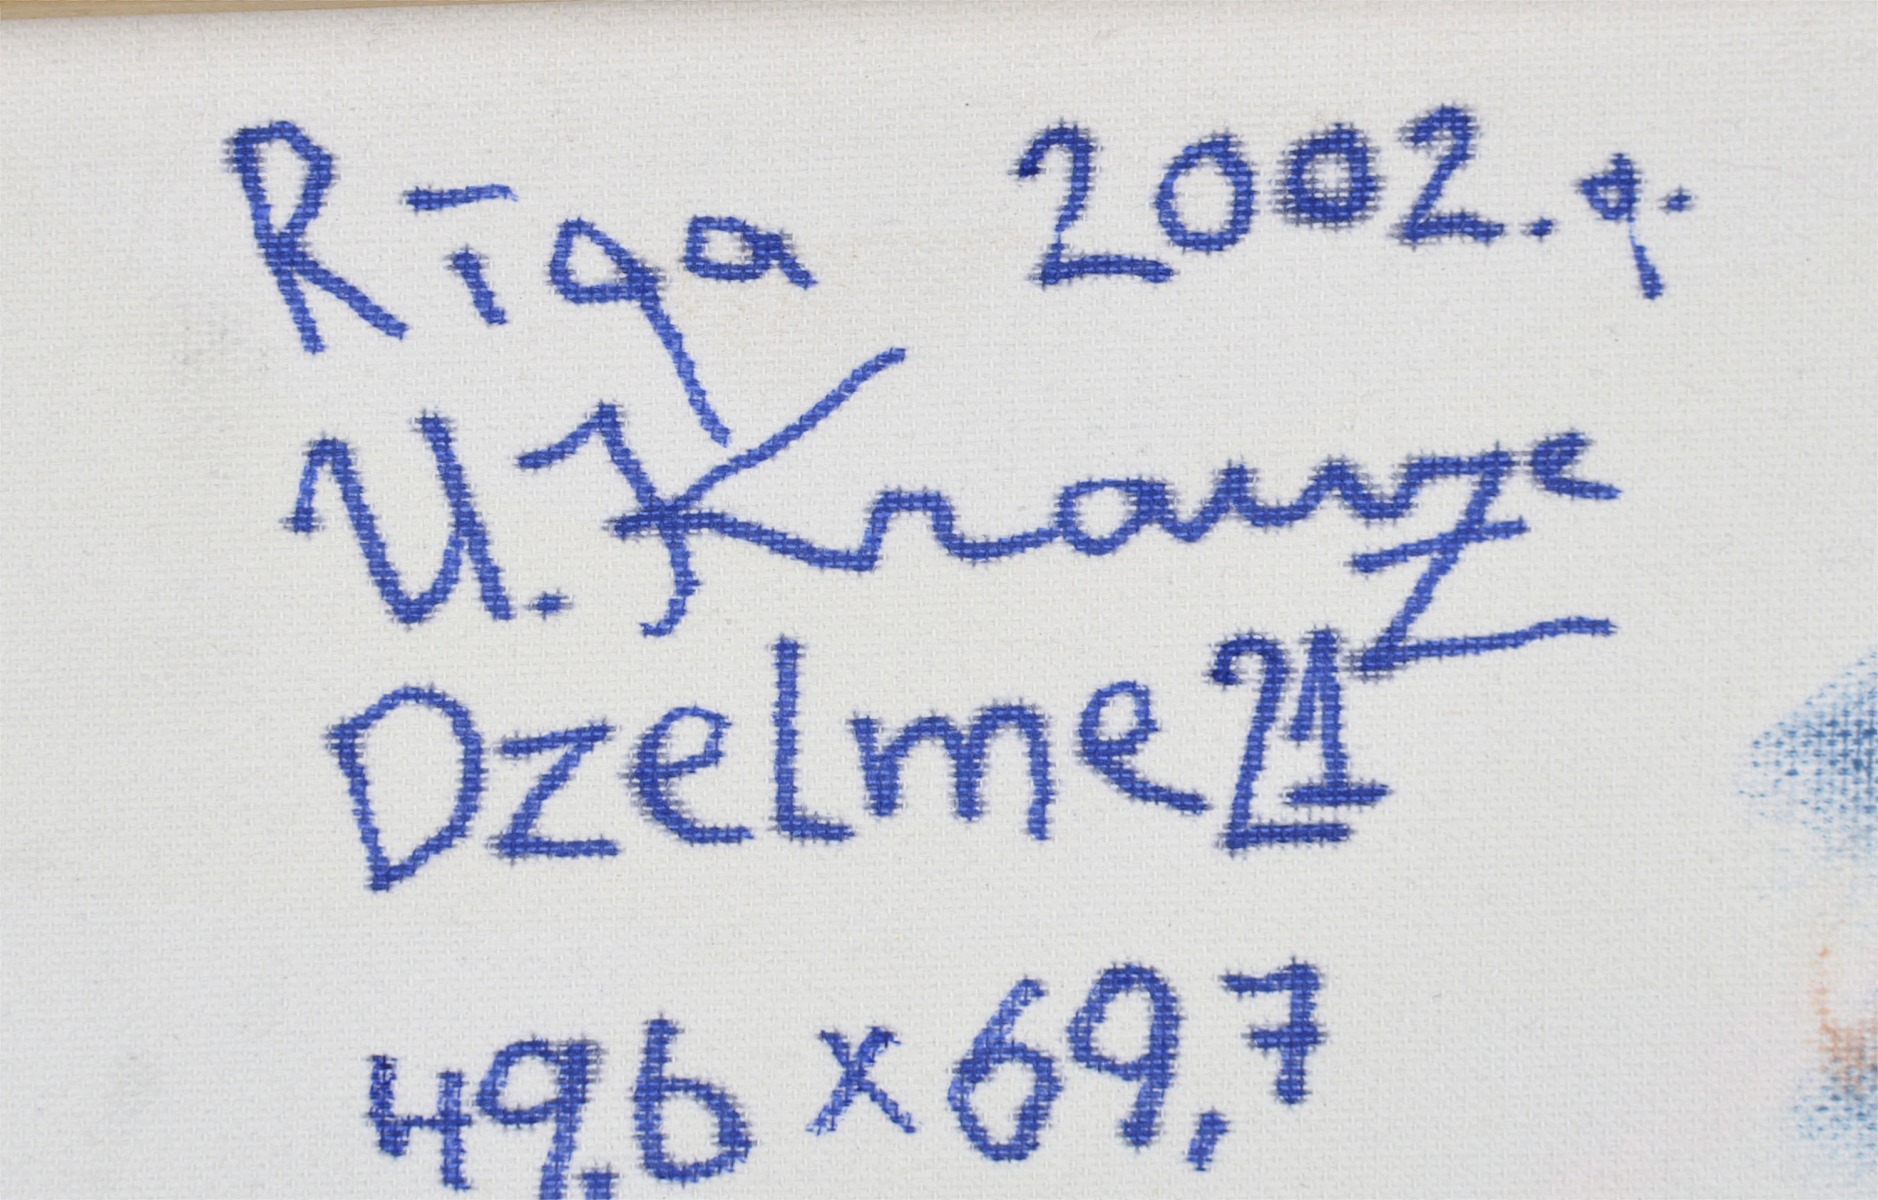 Rīga 2002. g.
U. Krauze
Dzelme 21
49,6 x 69,7